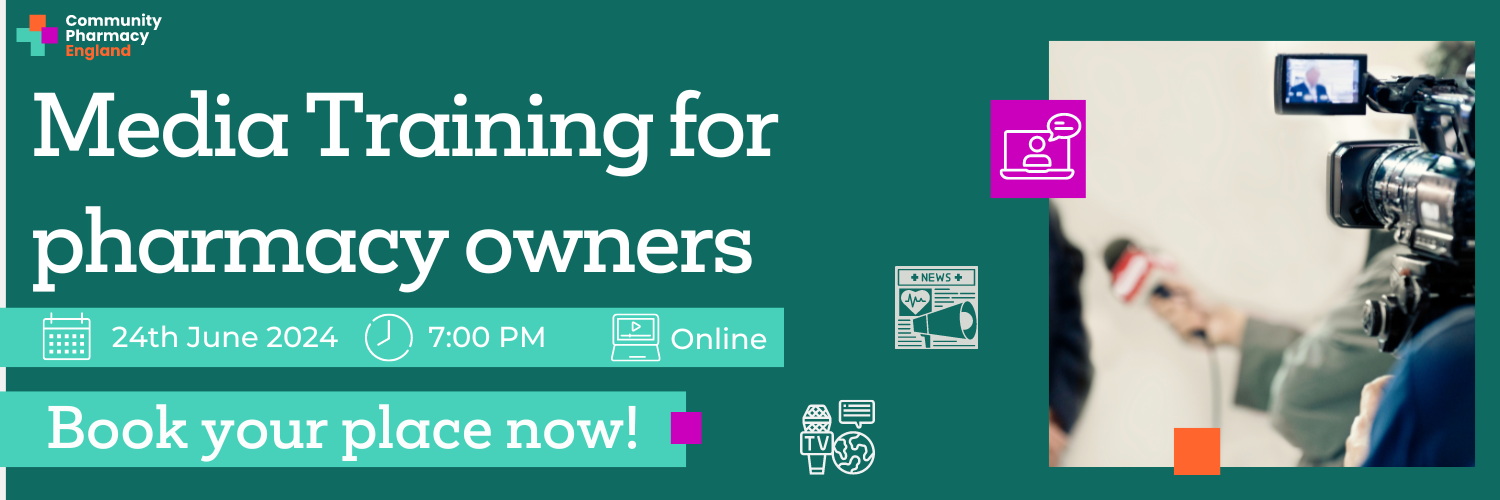 Community
Pharmacy
England
Media Training for
pharmacy owners
24th June 2024
7:00 PM
Online
Book your place now!
NEWS
TV